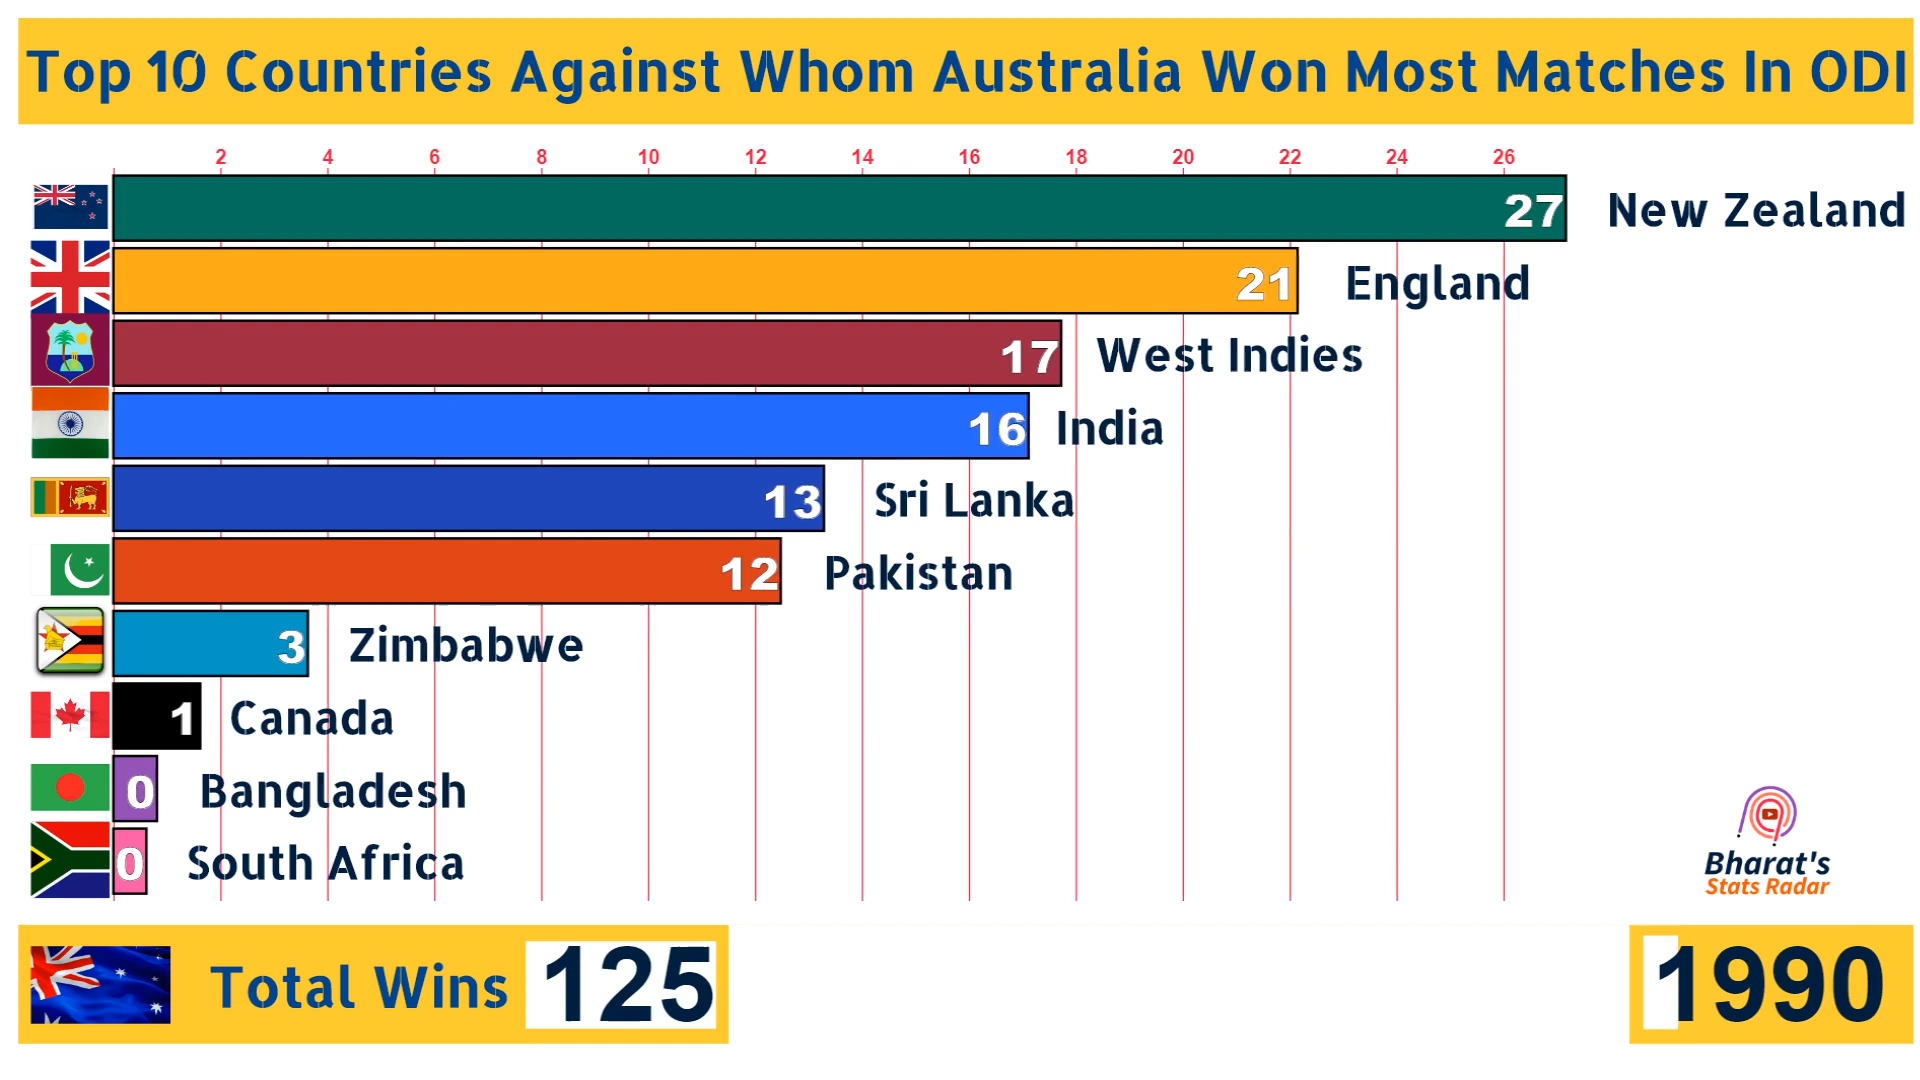 Top 10 Countries Against Whom Australia Won Most Matches In ODI
2 4 6 8 10 12 14 16 18 20 22 24 26
27 New Zealand
21 England
17 West Indies
16 India
13 Sri Lanka
12 Pakistan
3 Zimbabwe
1 Canada
0 Bangladesh
0 South Africa
Bharat's
Stats Radar
Total Wins 125
1990